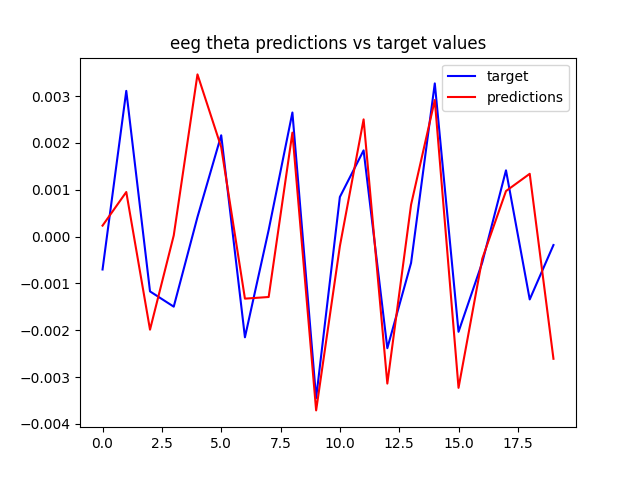 eeg theta predictions vs target values
target
predictions
0.003
0.002
0.001
0.000
−0.001
−0.002
−0.003
−0.004
0.0 2.5 5.0 7.5 10.0 12.5 15.0 17.5